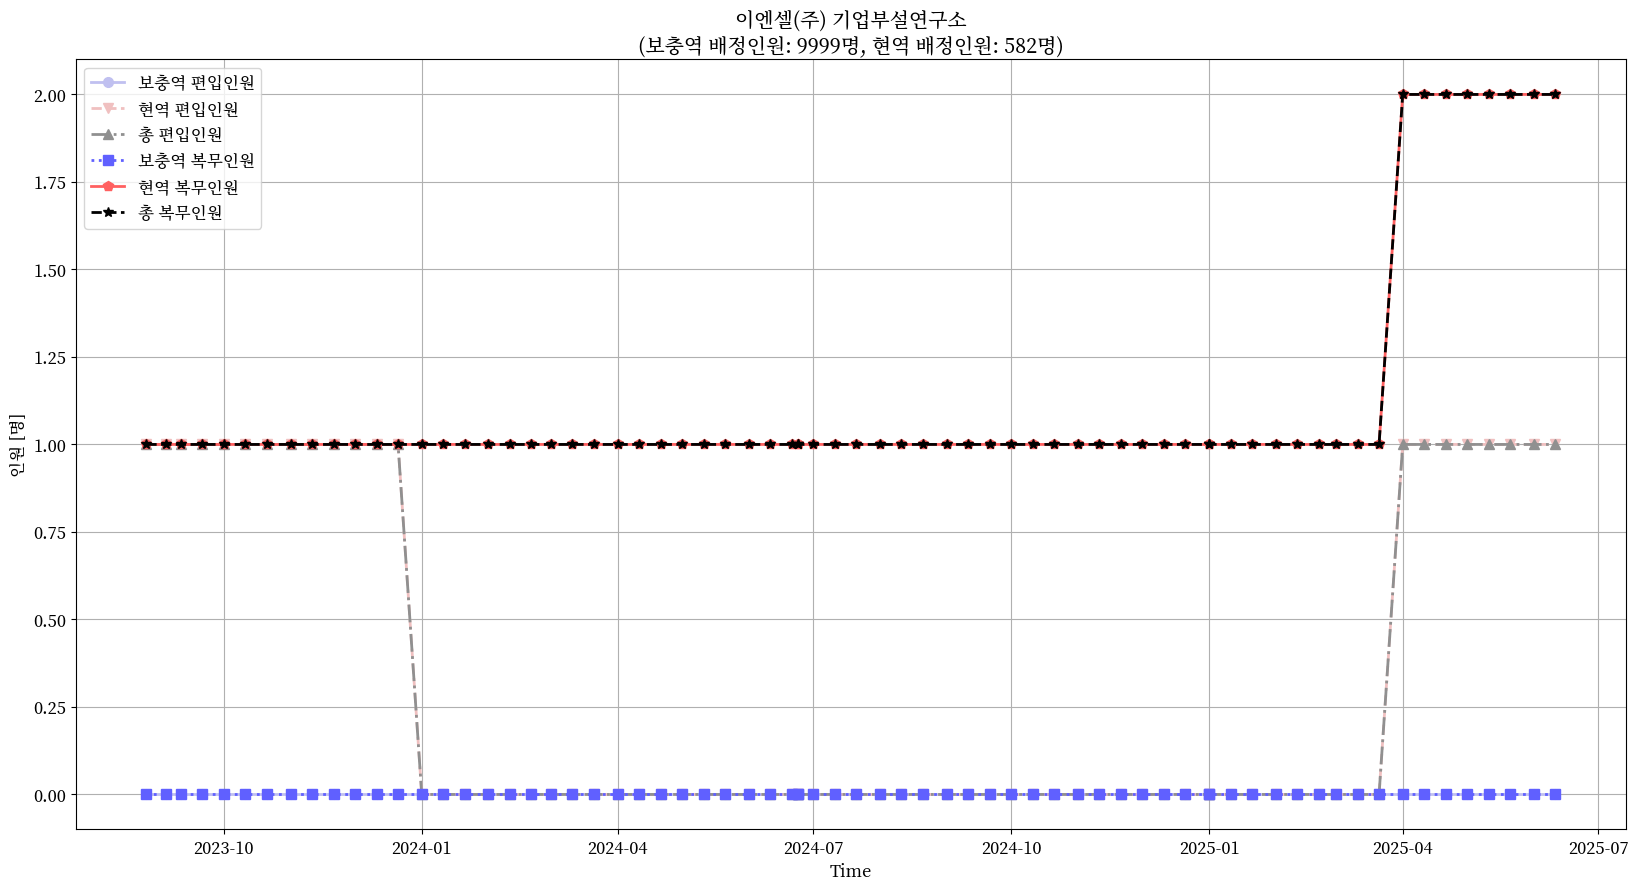 이엔셀(주) 기업부설연구소
(보충역 배정인원: 9999명, 현역 배정인원: 582명)
보충역 편입인원
현역 편입인원
총 편입인원
보충역 복무인원
현역 복무인원
총 복무인원
2.00
1.75
1.50
1.25
1.00
0.75
0.50
0.25
0.00
인원 [명]
2023-10
2024-01
2024-04
2024-07
2024-10
2025-01
2025-04
2025-07
Time